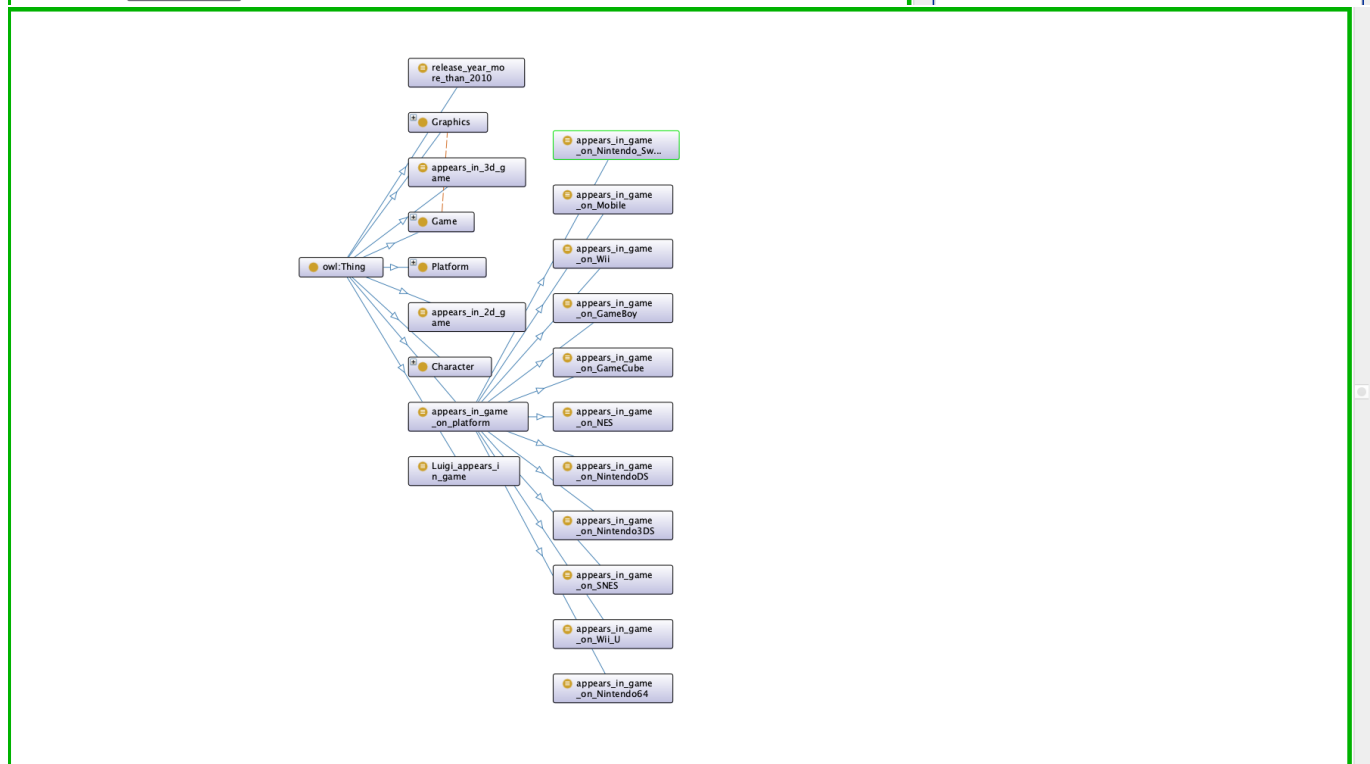 release_year_mo
re_than_2010
Graphics
appears_in_3d_g
ame
Game
owl:Thing
Platform
appears_in_2d_g
ame
Character
appears_in_game
_on_platform
Luigi_appears_i
n_game
appears_in_game
_on_Nintendo_Sw...
appears_in_game
_on_Mobile
appears_in_game
_on_Wii
appears_in_game
_on_GameBoy
appears_in_game
_on_GameCube
appears_in_game
_on_NES
appears_in_game
_on_NintendoDS
appears_in_game
_on_Nintendo3DS
appears_in_game
_on_SNES
appears_in_game
_on_Wii_U
appears_in_game
_on_Nintendo64